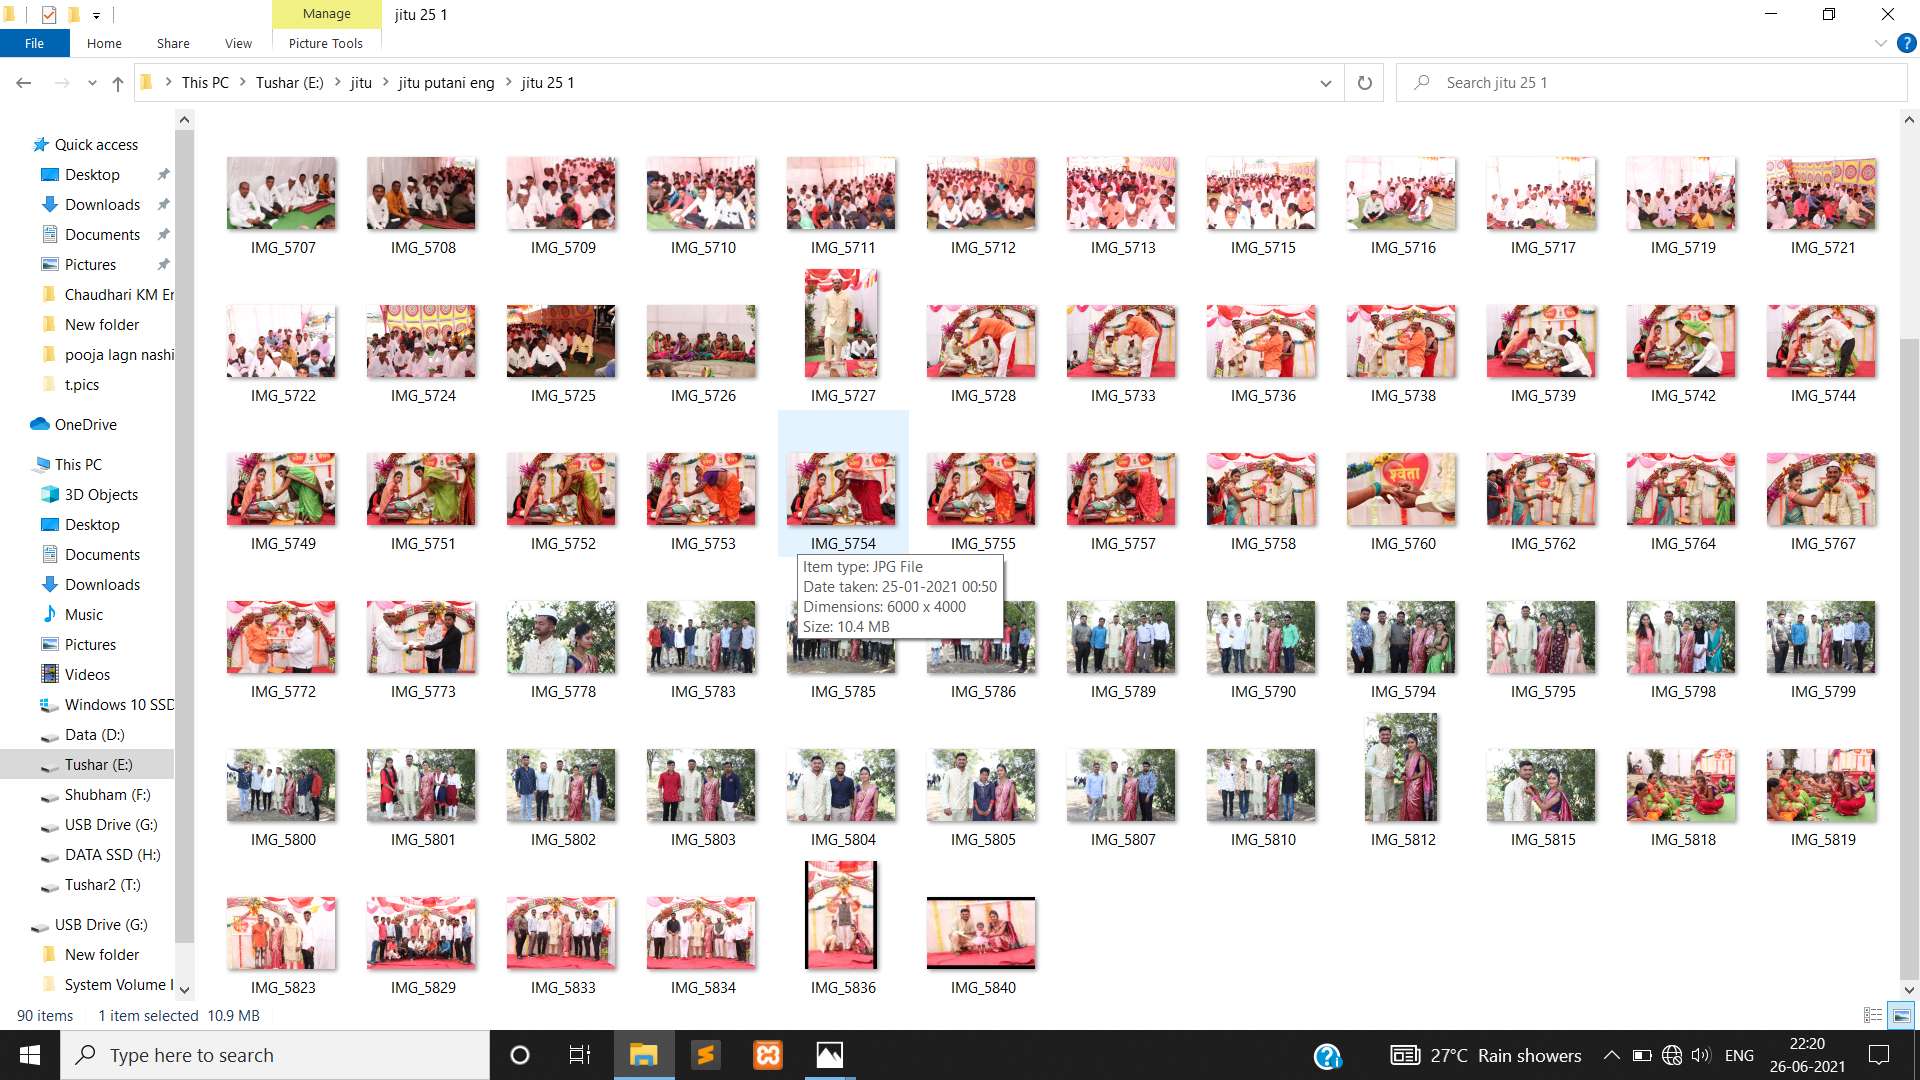 Manage
jitu 25 1
File
Home
Share
View
Picture Tools
This PC
Tushar (E:)
jitu
jitu putani eng
jitu 25 1
Search jitu 25 1
Quick access
Desktop
Downloads
Documents
Pictures
Chaudhari KM Er
New folder
pooja lagn nashi
t.pics
OneDrive
This PC
3D Objects
Desktop
Documents
Downloads
Music
Pictures
Videos
Windows 10 SSD
Data (D:)
Tushar (E:)
Shubham (F:)
USB Drive (G:)
DATA SSD (H:)
Tushar2 (T:)
USB Drive (G:)
New folder
System Volume I
IMG_5707 IMG_5708 IMG_5709 IMG_5710 IMG_5711 IMG_5712 IMG_5713 IMG_5715 IMG_5716 IMG_5717 IMG_5719 IMG_5721
IMG_5722 IMG_5724 IMG_5725 IMG_5726 IMG_5727 IMG_5728 IMG_5733 IMG_5736 IMG_5738 IMG_5739 IMG_5742 IMG_5744
श्वेता
IMG_5749 IMG_5751 IMG_5752 IMG_5753 IMG_5754 IMG_5755 IMG_5757 IMG_5758 IMG_5760 IMG_5762 IMG_5764 IMG_5767
Item type: JPG File
Date taken: 25-01-2021 00:50
Dimensions: 6000 x 4000
Size: 10.4 MB
IMG_5772 IMG_5773 IMG_5778 IMG_5783 IMG_5785 IMG_5786 IMG_5789 IMG_5790 IMG_5794 IMG_5795 IMG_5798 IMG_5799
IMG_5800 IMG_5801 IMG_5802 IMG_5803 IMG_5804 IMG_5805 IMG_5807 IMG_5810 IMG_5812 IMG_5815 IMG_5818 IMG_5819
IMG_5823 IMG_5829 IMG_5833 IMG_5834 IMG_5836 IMG_5840
90 items 1 item selected 10.9 MB
Type here to search
27°C Rain showers
ENG
22:20
26-06-2021